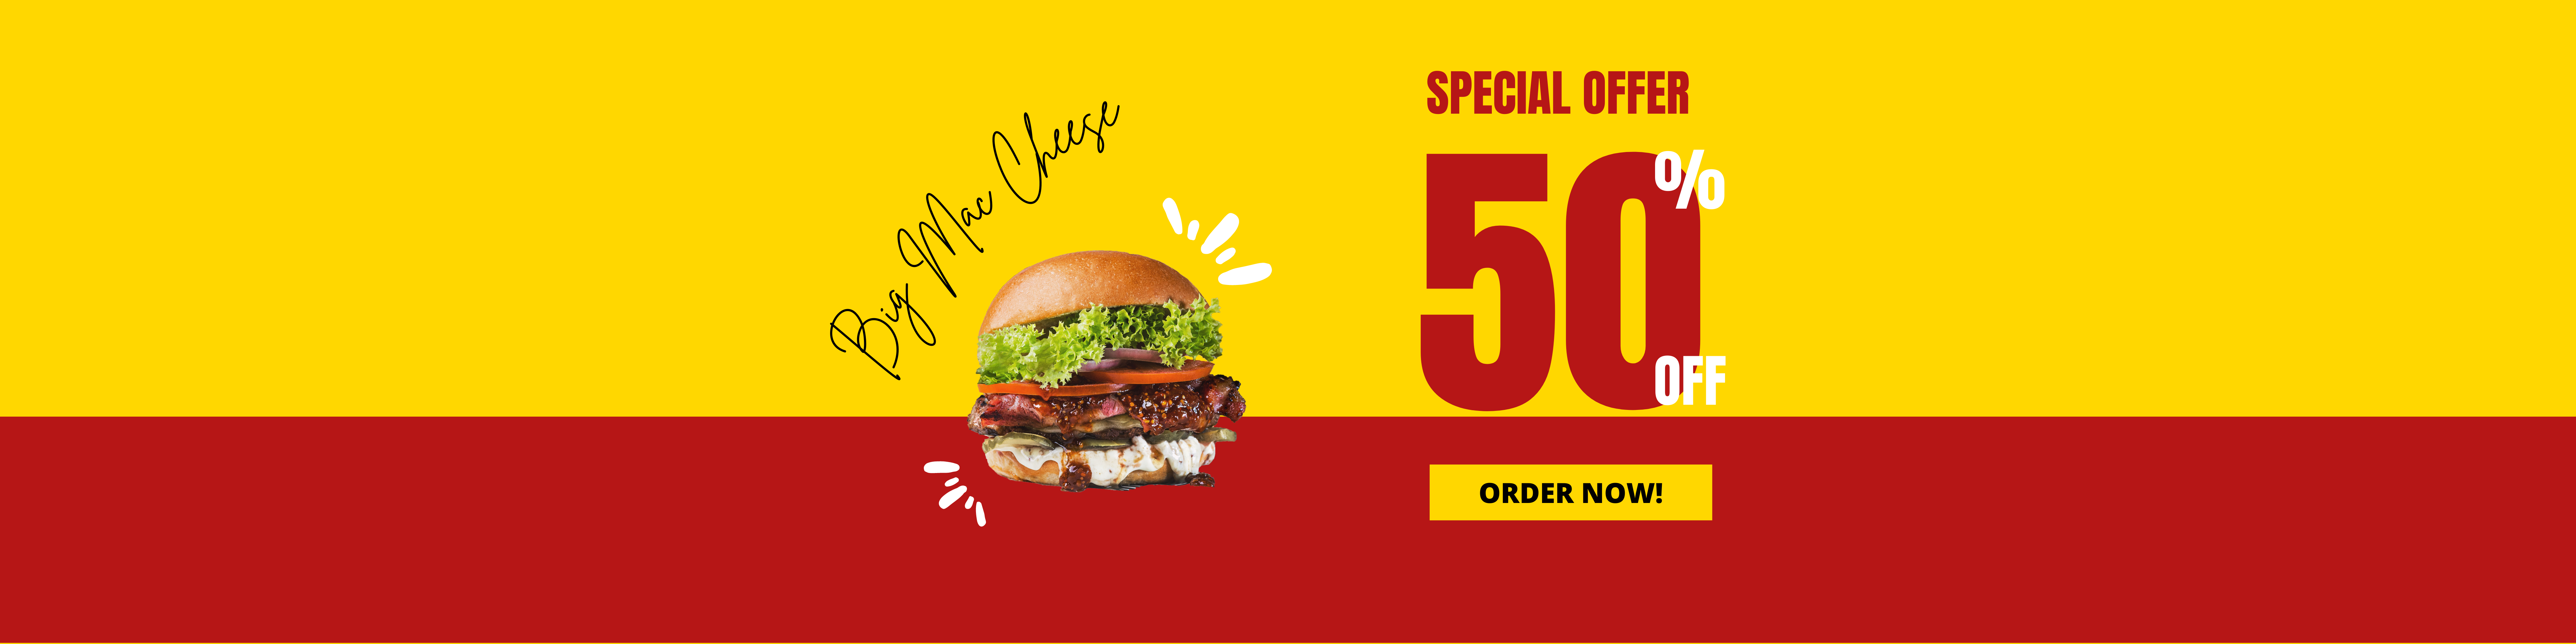 Big Mac Cheese
SPECIAL OFFER
50%
OFF
ORDER NOW!